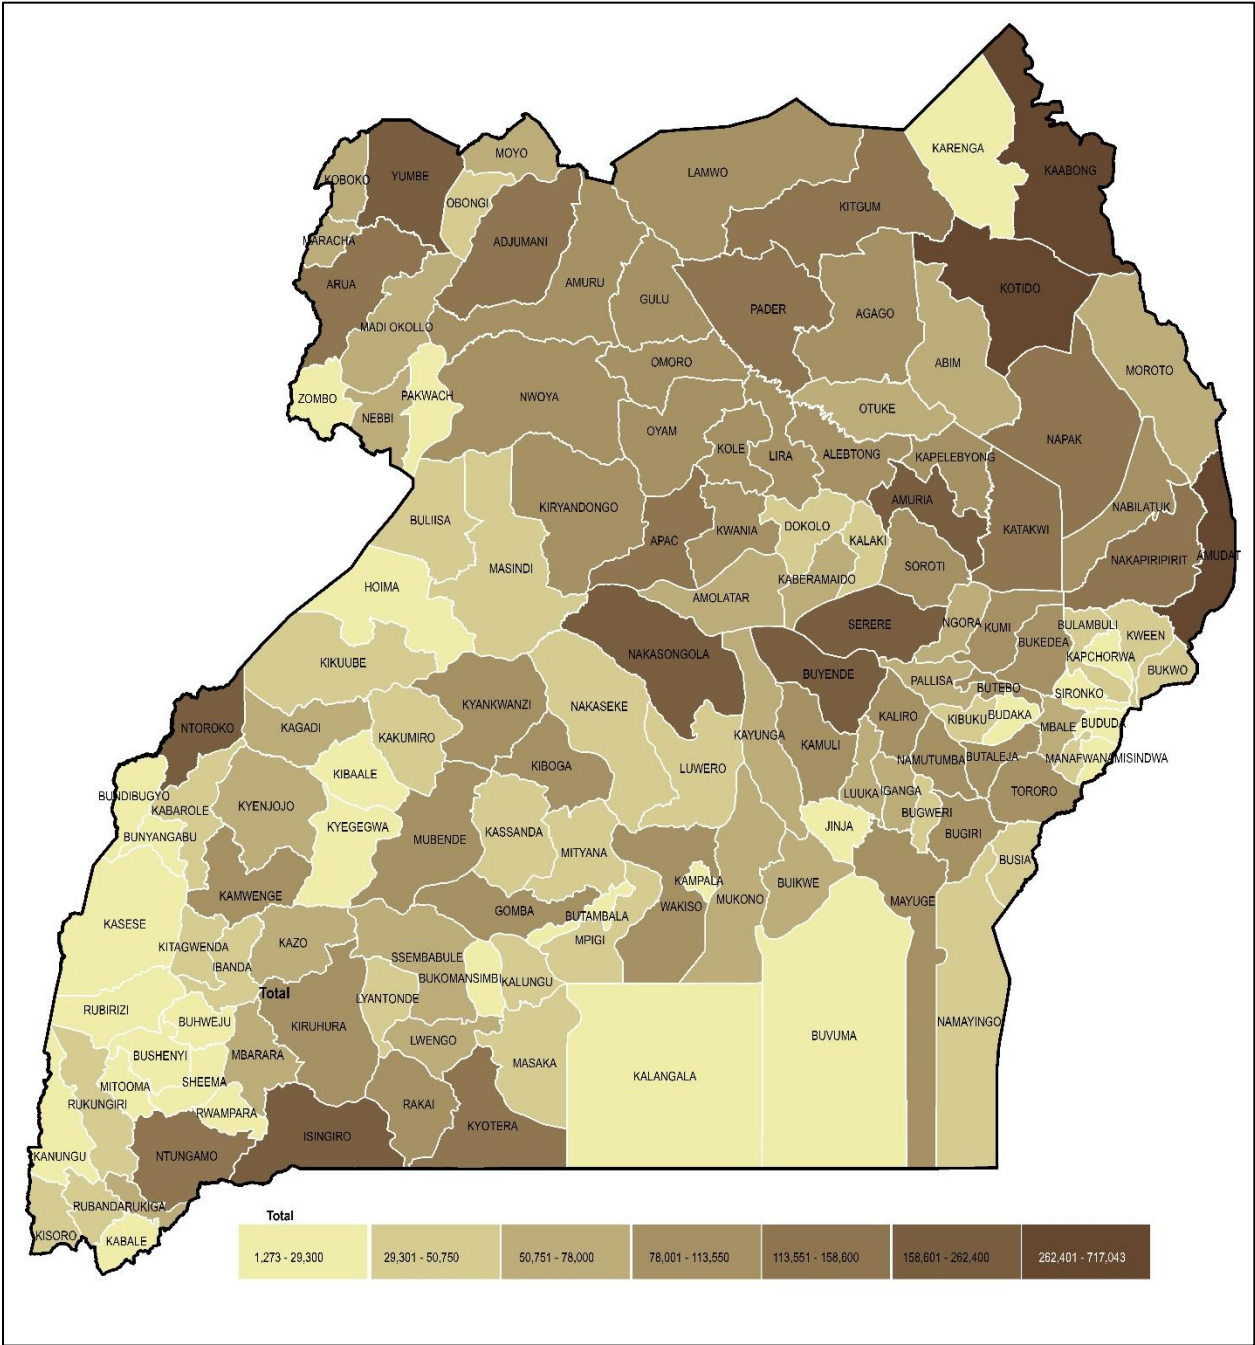 KARENGA
KAABONG
MOYO
LAMWO
YUMBE
KOBOKO
OBONGI
KITGUM
MARACHA
ADJUMANI
ARUA
AMURU
GULU
PADER
AGAGO
KOTIDO
MADI OKOLLO
ABIM
MOROTO
OMORO
ZOMBO
PAKWACH
NWOYA
OTUKE
NEBBI
OYAM
NAPAK
KOLE
LIRA
ALEBTONG
KAPELEBYONG
AMURIA
KIRYANDONGO
NABILATUK
BULIISA
DOKOLO
KWANIA
KATAKWI
APAC
KALAKI
AMUDAT
NAKAPIRIPIRIT
SOROTI
MASINDI
KABERAMAIDO
HOIMA
AMOLATAR
SERERE
NGORA
KUMI
BULAMBULI
KWEEN
BUKEDEA
KIKUUBE
NAKASONGOLA
KAPCHORWA
BUKWO
BUYENDE
PALLISA
BUTEBO
SIRONKO
NTOROKO
KYANKWANZI
NAKASEKE
KAGADI
KALIRO
KIBUKU
BUDAKA
BUDUDA
MBALE
KAKUMIRO
KAYUNGA
KAMULI
KIBAALE
KIBOGA
LUWERO
NAMUTUMBA
BUTALEJA
MANAFWA
NAMISINDWA
BUNDIBUGYO
LUUKA
IGANGA
TORORO
KABAROLE
KYENJOJO
BUGWERI
KYEGEGWA
JINJA
BUNYANGABU
MUBENDE
KASSANDA
BUGIRI
MITYANA
BUSIA
KAMPALA
BUIKWE
KAMWENGE
MUKONO
MAYUGE
WAKISO
GOMBA
BUTAMBALA
KASESE
MPIGI
KITAGWENDA
KAZO
SSEMBABULE
IBANDA
BUKOMANSIMBI
KALUNGU
Total
LYANTONDE
RUBIRIZI
NAMAYINGO
BUHWEJU
KIRUHURA
BUVUMA
LWENGO
BUSHENYI
MBARARA
MASAKA
KALANGALA
SHEEMA
MITOOMA
RUKUNGIRI
RAKAI
RWAMPARA
KYOTERA
ISINGIRO
KANUNGU
NTUNGAMO
RUBANDA
RUKIGA
KISORO
KABALE
Total
1,273 - 29,300 29,301 - 50,750 50,751 - 78,000 78,001 - 113,550 113,551 - 158,600 158,601 - 262,400 262,401 - 717,043